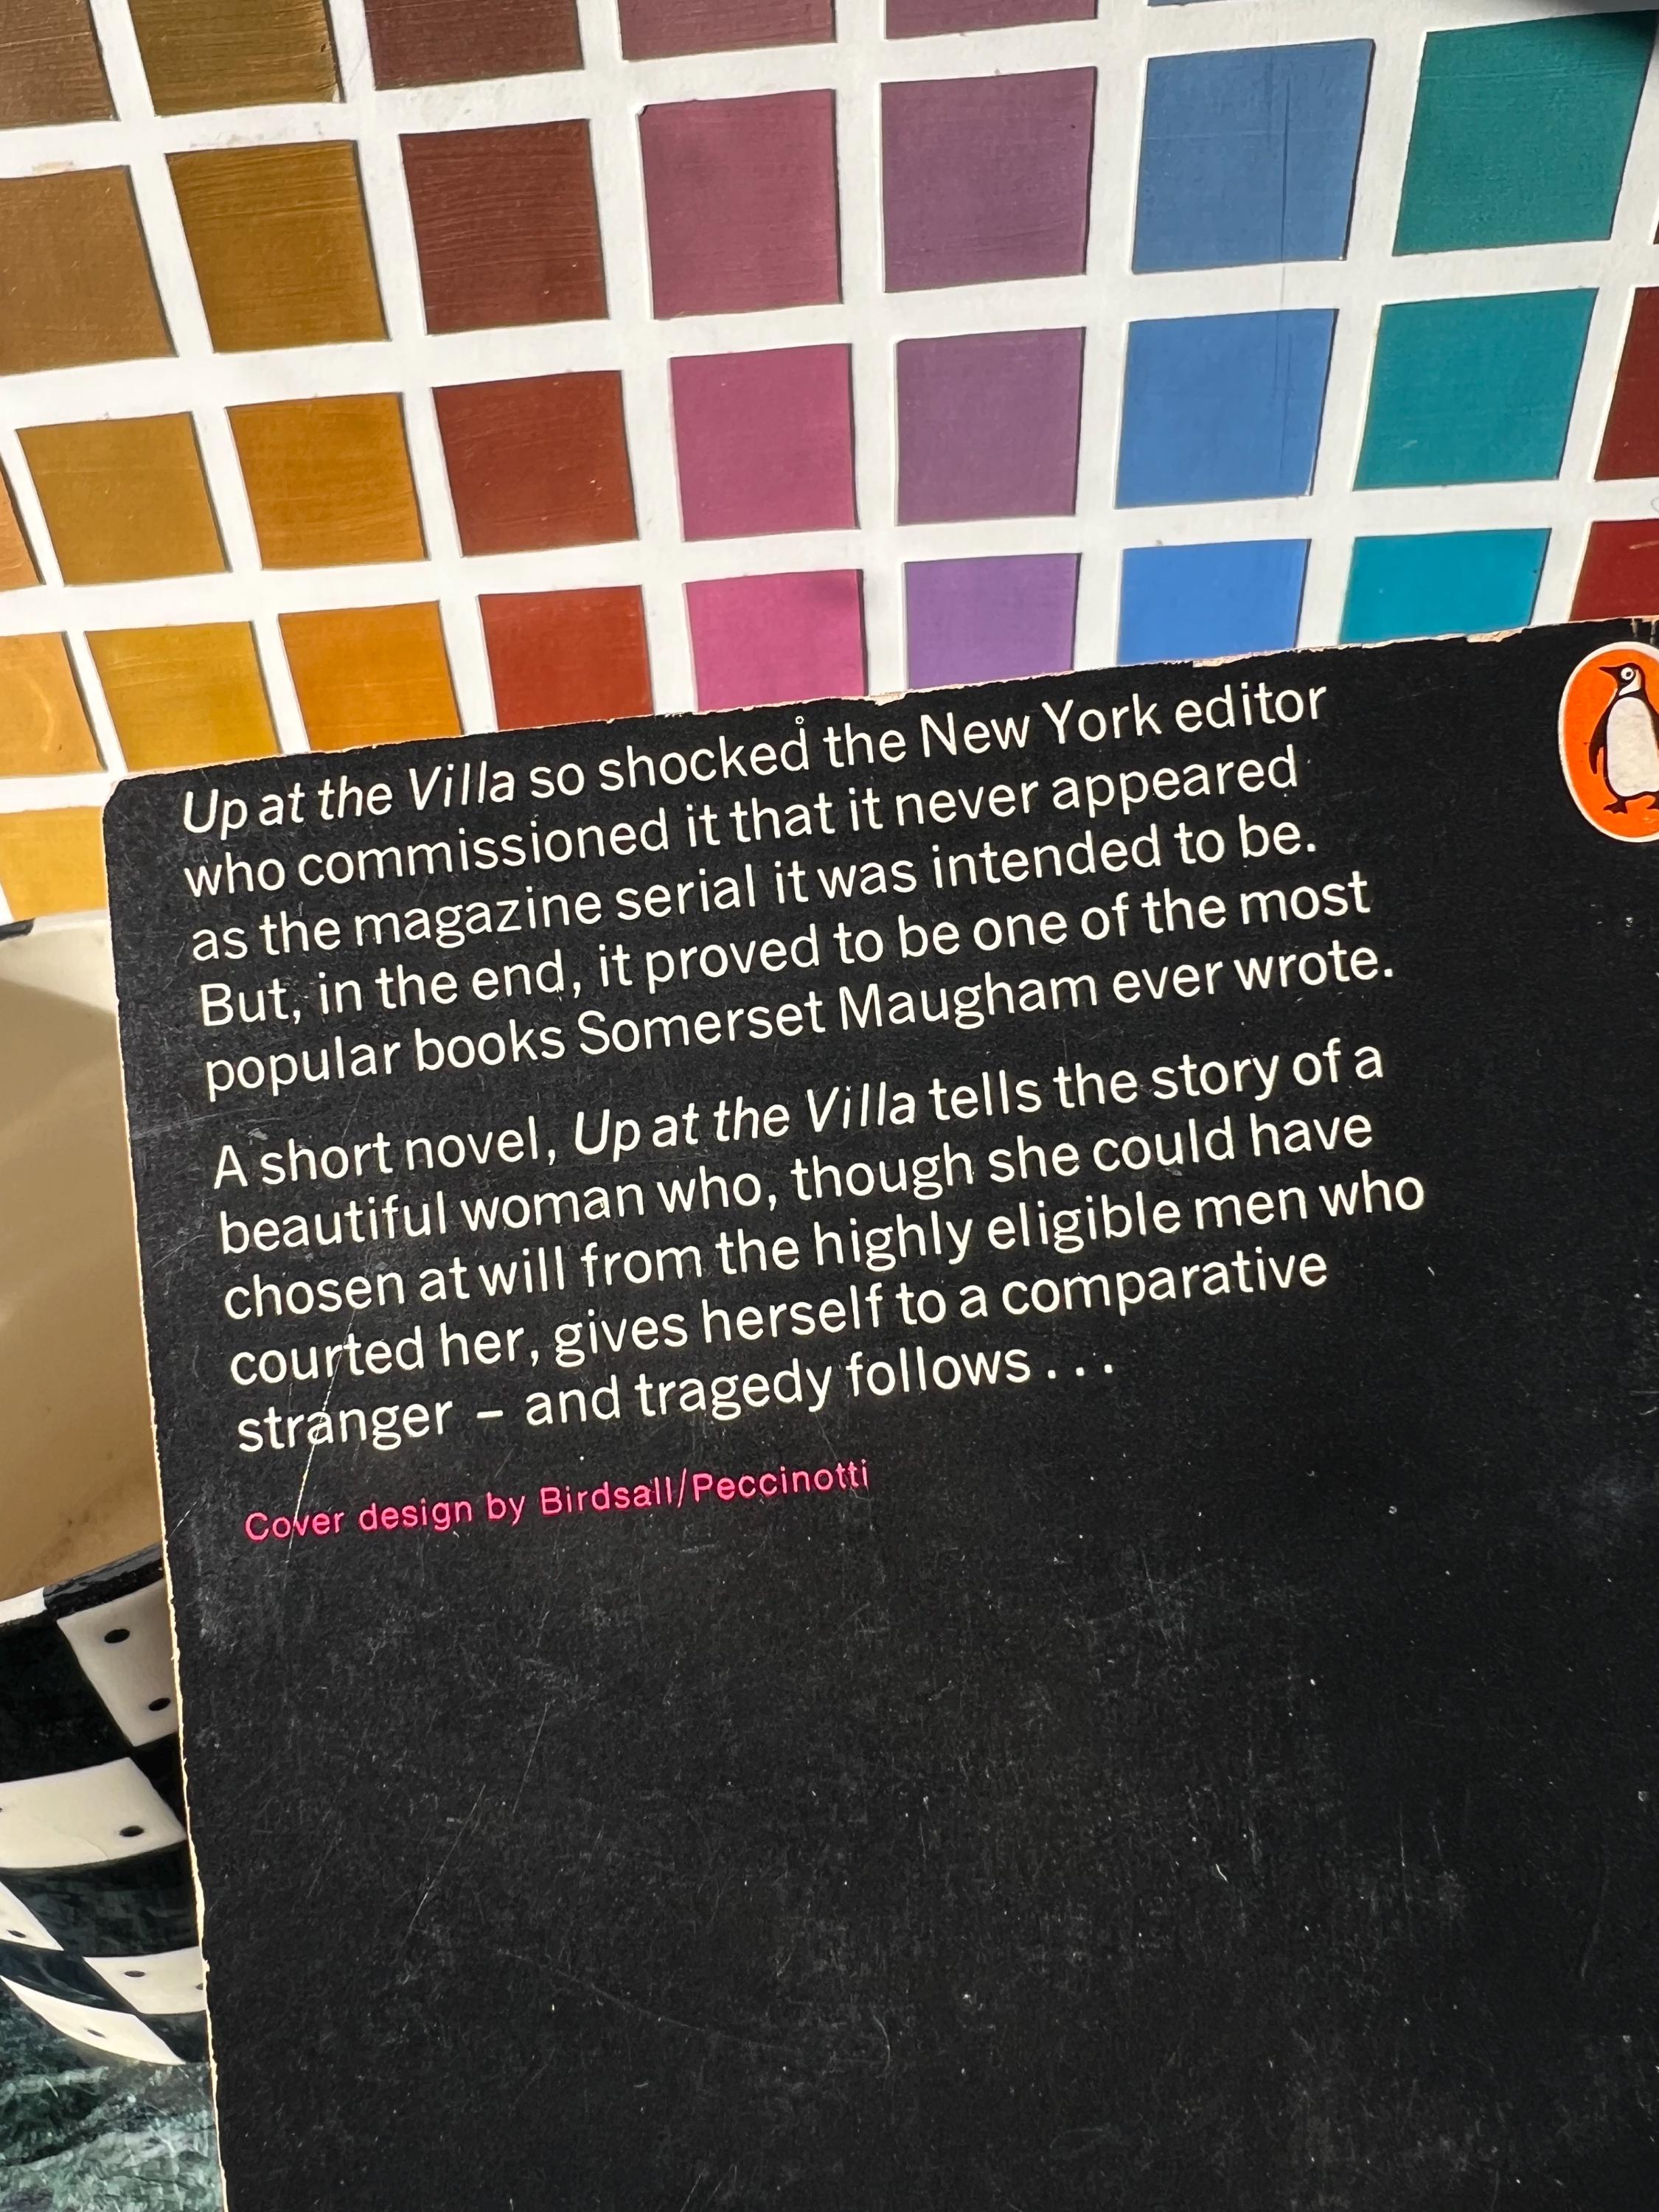 Up at the Villa so shocked the New York editor
who commissioned it that it never appeared
as the magazine serial it was intended to be.
But, in the end, it proved to be one of the most
popular books Somerset Maugham ever wrote.
A short novel, Up at the Villa tells the story of a
beautiful woman who, though she could have
chosen at will from the highly eligible men who
courted her, gives herself to a comparative
stranger – and tragedy follows . . .
Cover design by Birdsall/Peccinotti